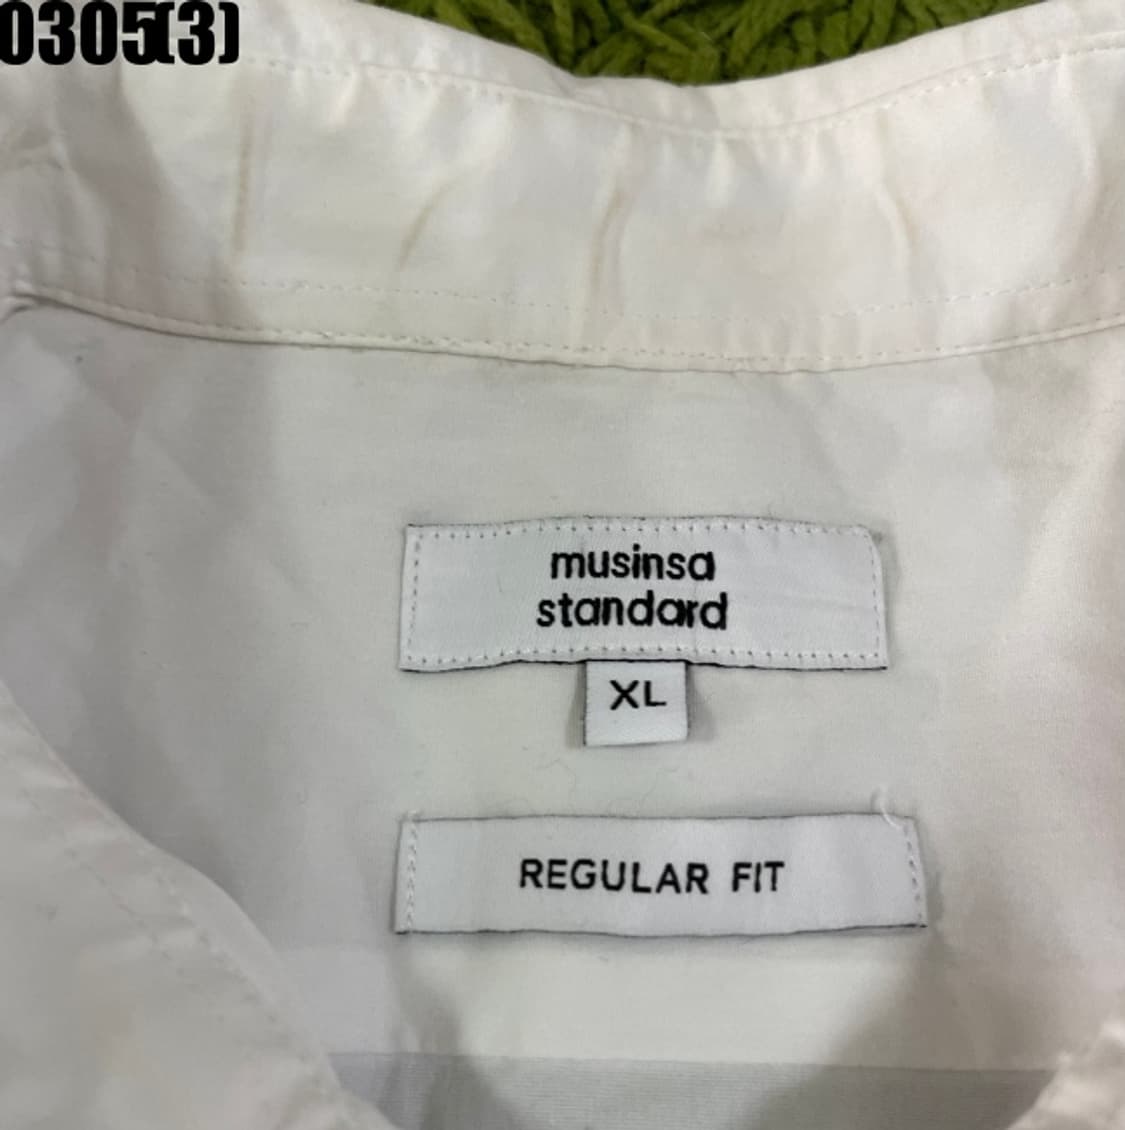 0305(3)
musinsa
standard
XL
REGULAR FIT